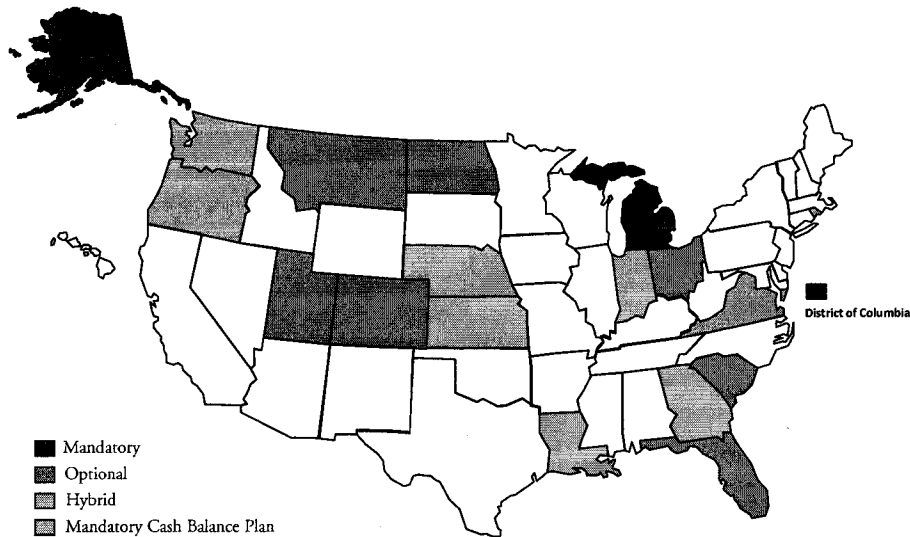 District of Columbia
Mandatory
Optional
Hybrid
Mandatory Cash Balance Plan